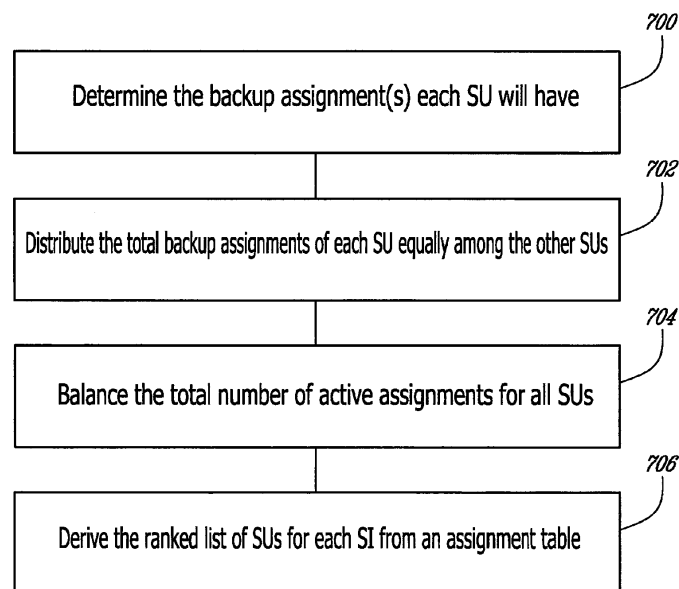 700
Determine the backup assignment(s) each SU will have
702
Distribute the total backup assignments of each SU equally among the other SUs
704
Balance the total number of active assignments for all SUs
706
Derive the ranked list of SUs for each SI from an assignment table